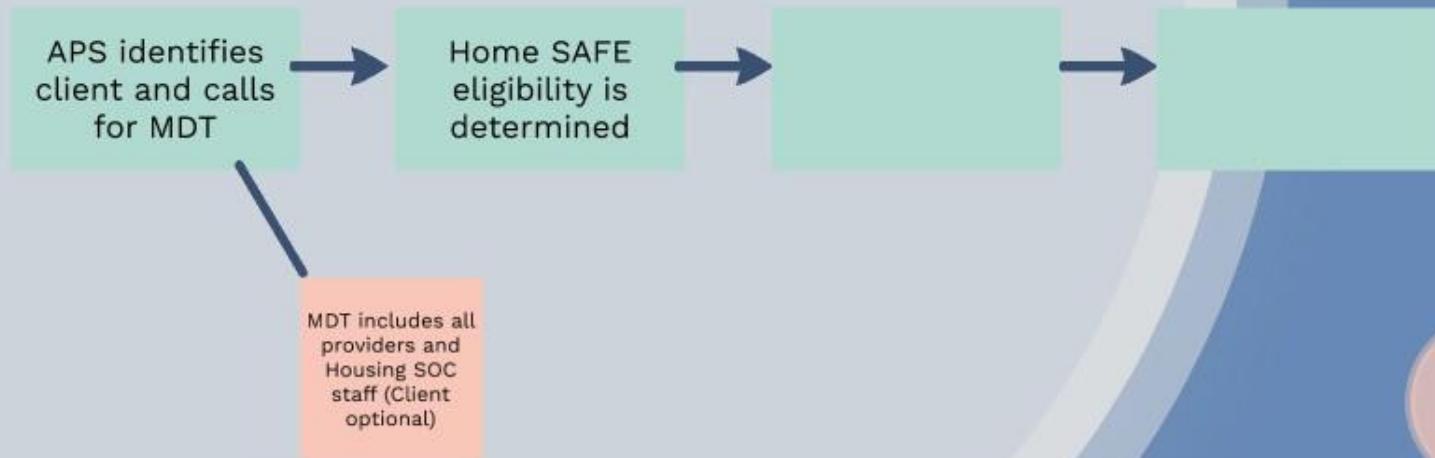 APS identifies
client and calls
for MDT
Home SAFE
eligibility is
determined
MDT includes all
providers and
Housing SOC
staff (Client
optional)